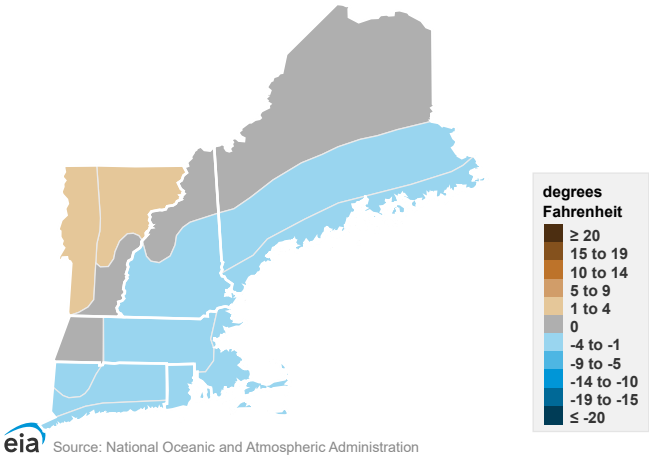 degrees
Fahrenheit
≥ 20
15 to 19
10 to 14
5 to 9
1 to 4
0
-4 to -1
-9 to -5
-14 to -10
-19 to -15
≤ -20
eia
Source: National Oceanic and Atmospheric Administration